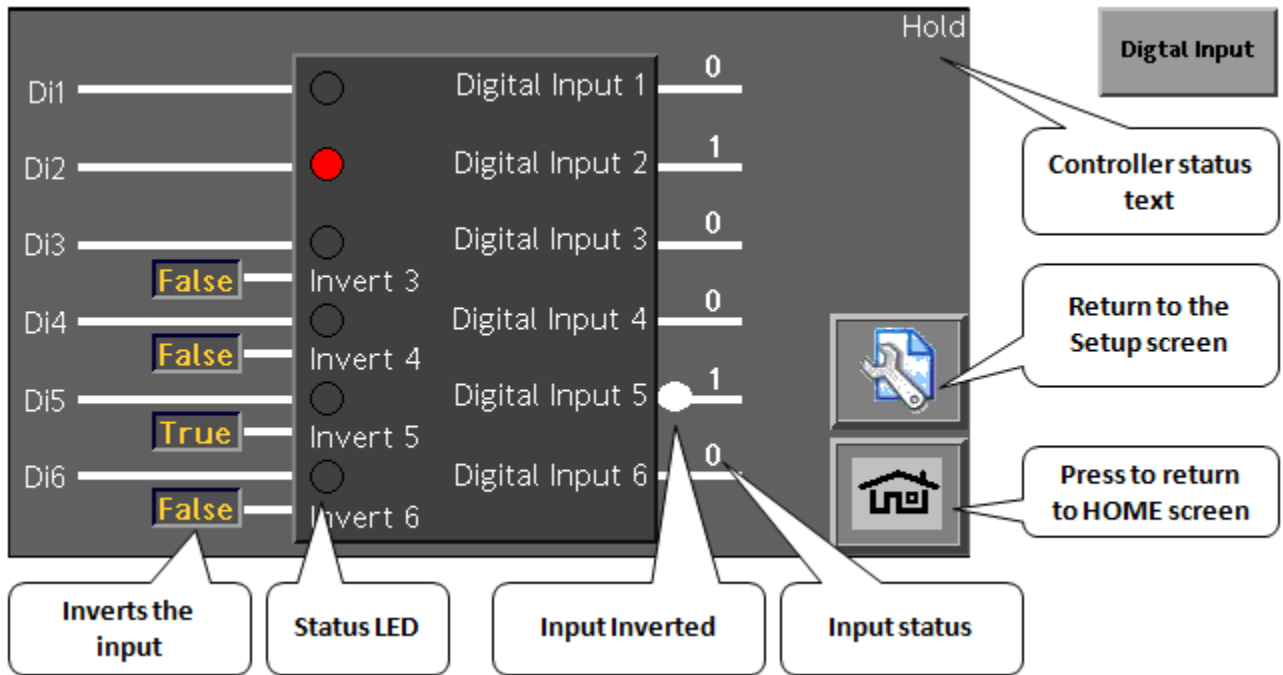 Hold
Digtal Input
Di1
Digital Input 1
0
Di2
Digital Input 2
1
Controller status
text
Di3
Digital Input 3
0
False
Invert 3
Di4
Digital Input 4
0
False
Invert 4
Return to the
Setup screen
Di5
Digital Input 5
1
True
Invert 5
Di6
Digital Input 6
0
False
Invert 6
Press to return
to HOME screen
Inverts the
input
Status LED
Input Inverted
Input status